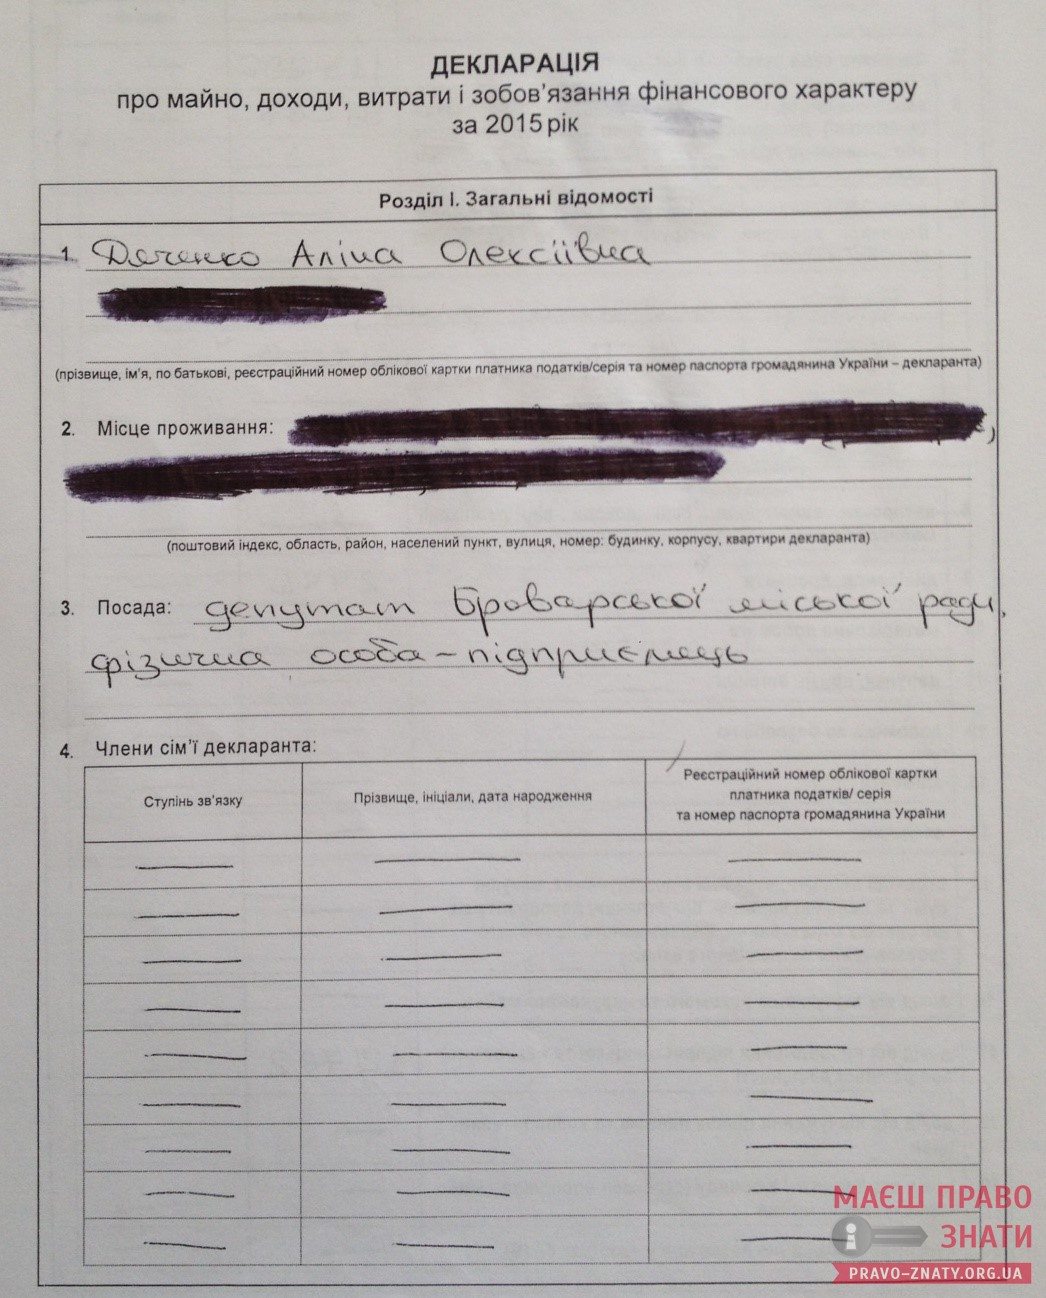 ДЕКЛАРАЦІЯ
про майно, доходи, витрати і зобов'язання фінансового характеру
за 2015 рік
Розділ І. Загальні відомості
1. Дяченко Аліна Олексіївна
(прізвище, ім'я, по батькові, реєстраційний номер облікової картки платника податків/серія та номер паспорта громадянина України – декларанта)
2. Місце проживання:
(поштовий індекс, область, район, населений пункт, вулиця, номер: будинку, корпусу, квартири декларанта)
3. Посада: депутат Броварської міської ради,
фізична особа – підприємець
4. Члени сім'ї декларанта:
Ступінь зв'язку
Прізвище, ініціали, дата народження
Реєстраційний номер облікової картки
платника податків/ серія
та номер паспорта громадянина України
МАЄШ ПРАВО
ЗНАТИ
PRAVO-ZNATY.ORG.UA